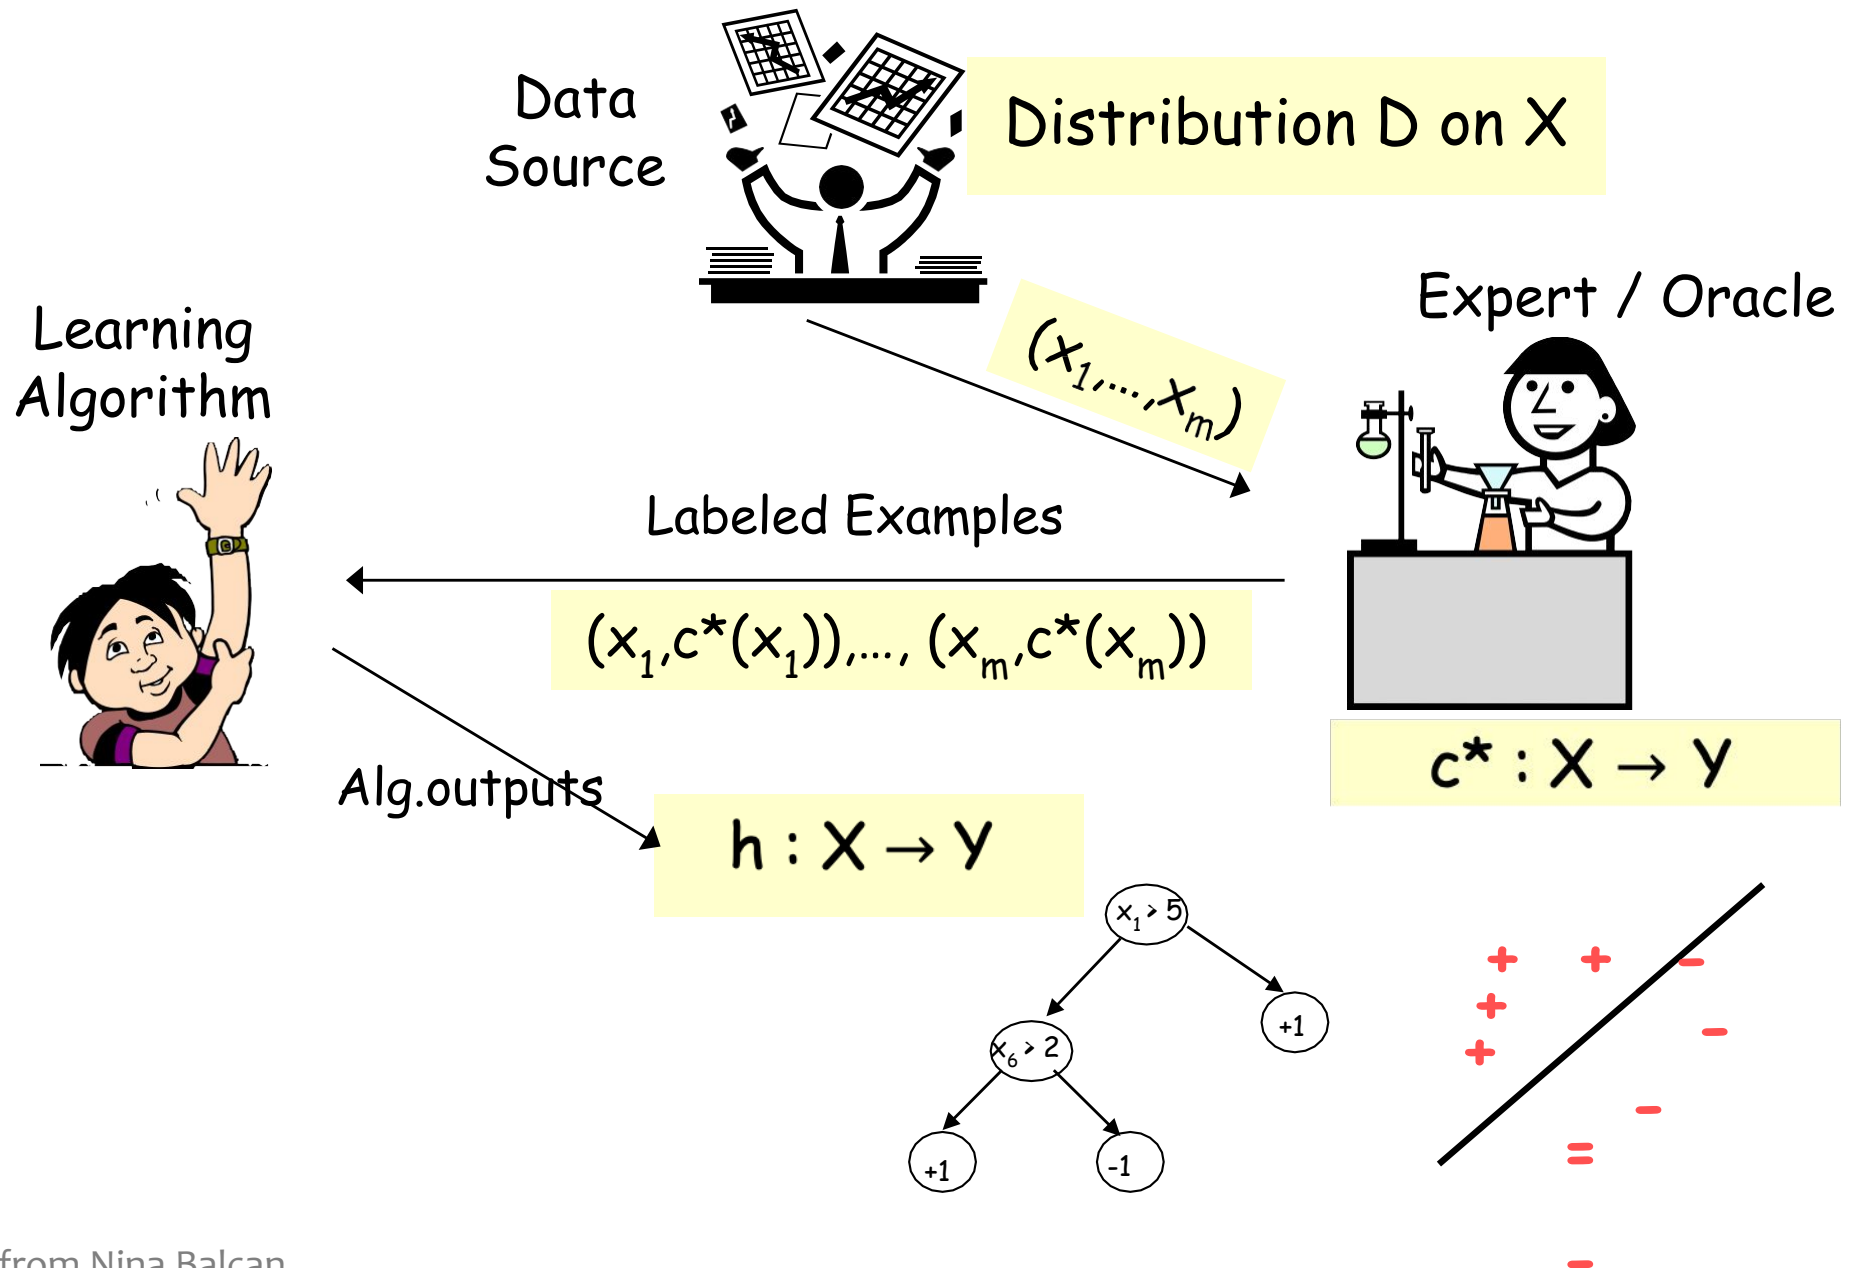 Data
Source
Distribution D on X
Expert / Oracle
Learning
Algorithm
(x₁,...,xₘ)
Labeled Examples
(x₁,c*(x₁)),..., (xₘ,c*(xₘ))
c* : X → Y
Alg.outputs
h : X → Y
x₁ > 5
+1
x₆ > 2
+1
-1
+ + -
+
-
+
-
=
-
from Nina Balcan